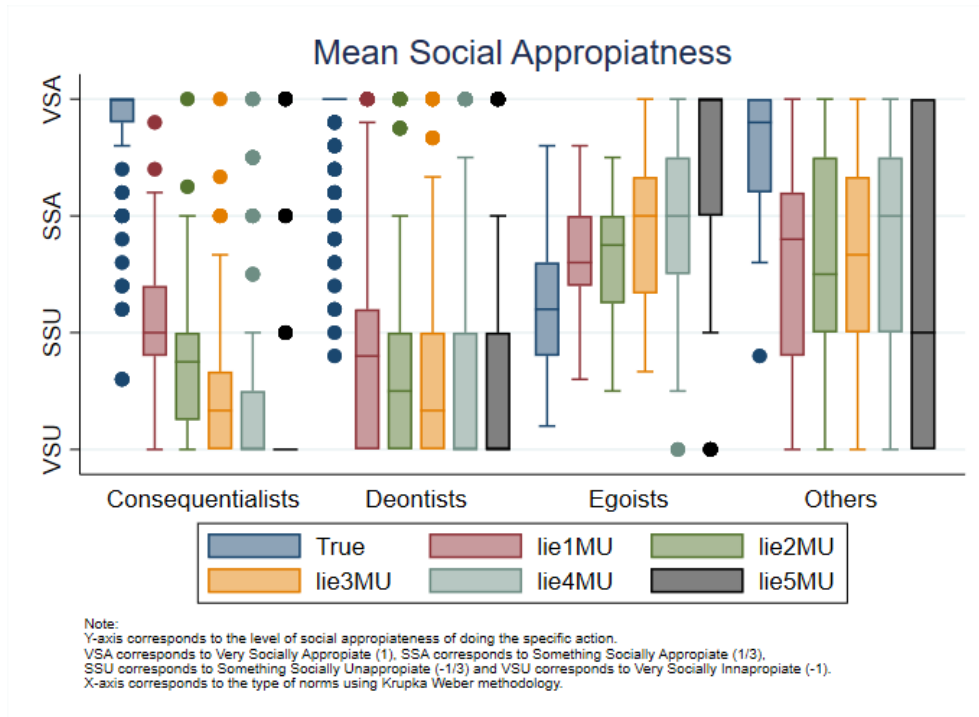 Mean Social Appropiatness
VSA
SSA
SSU
VSU
Consequentialists Deontists Egoists Others
True lie1MU lie2MU
lie3MU lie4MU lie5MU
Note:
Y-axis corresponds to the level of social appropiateness of doing the specific action.
VSA corresponds to Very Socially Appropiate (1), SSA corresponds to Something Socially Appropiate (1/3),
SSU corresponds to Something Socially Unappropiate (-1/3) and VSU corresponds to Very Socially Innapropiate (-1).
X-axis corresponds to the type of norms using Krupka Weber methodology.